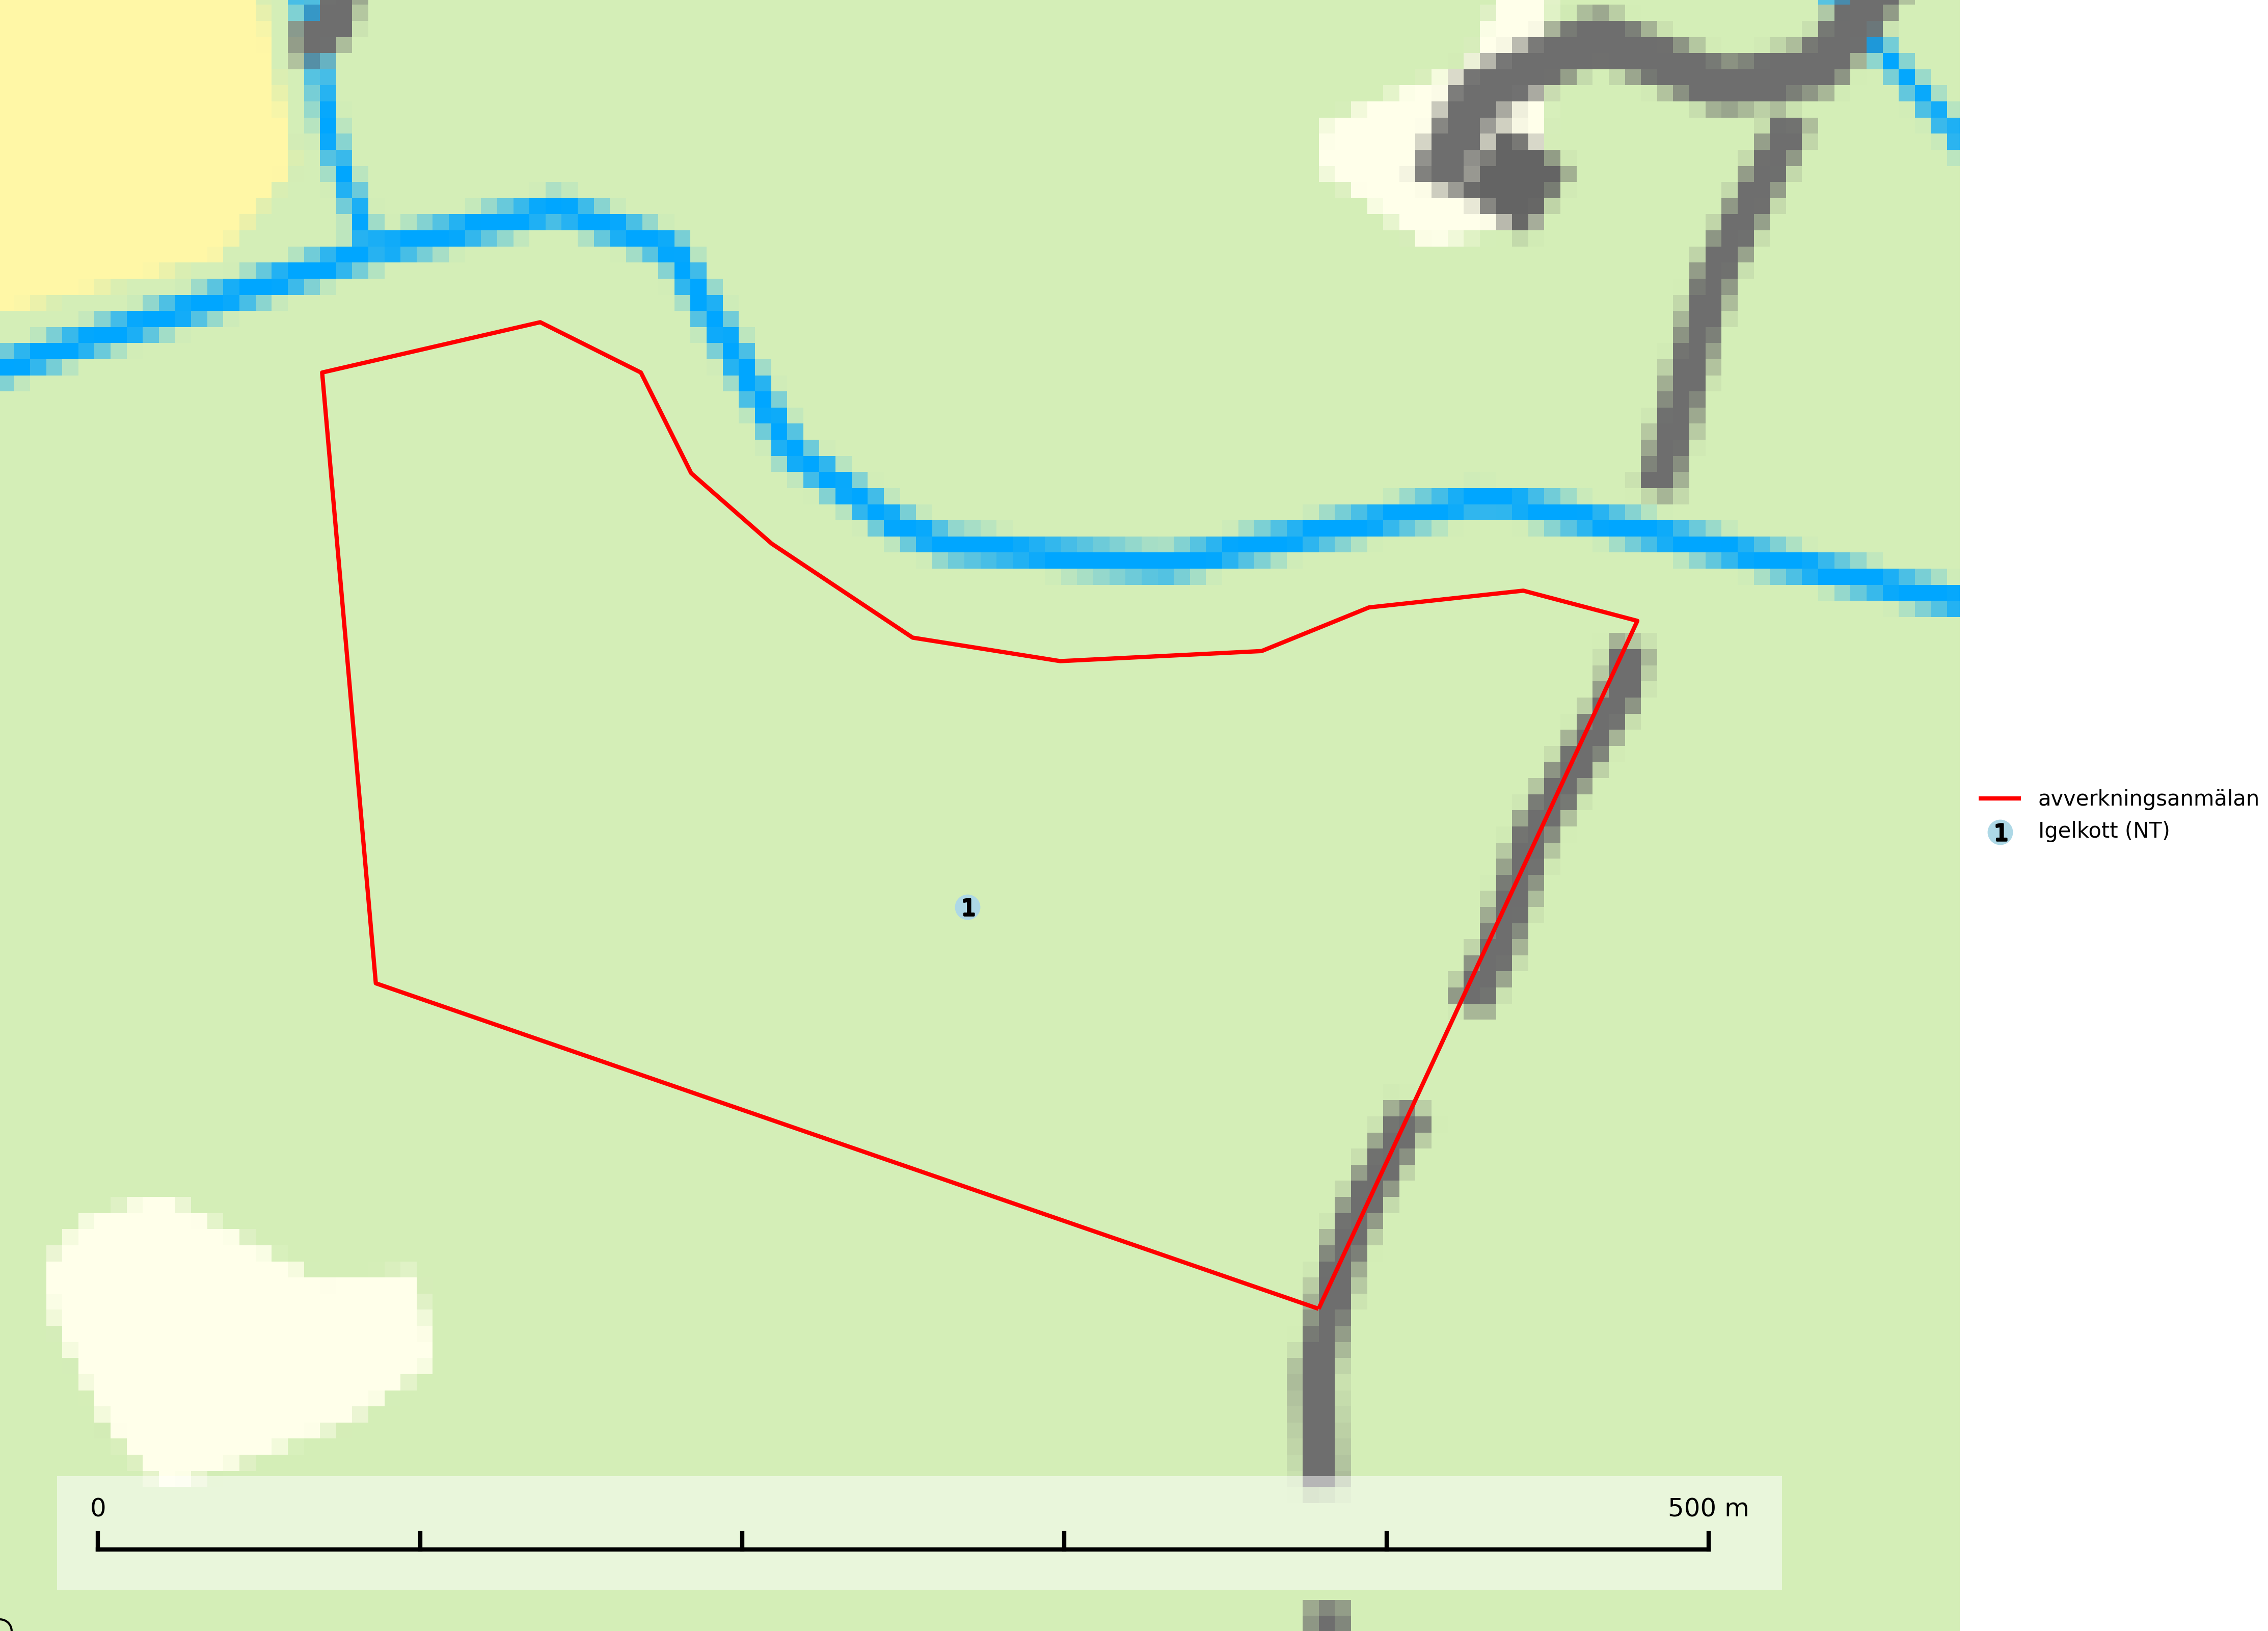 avverkningsanmälan
1 Igelkott (NT)
1
0 500 m